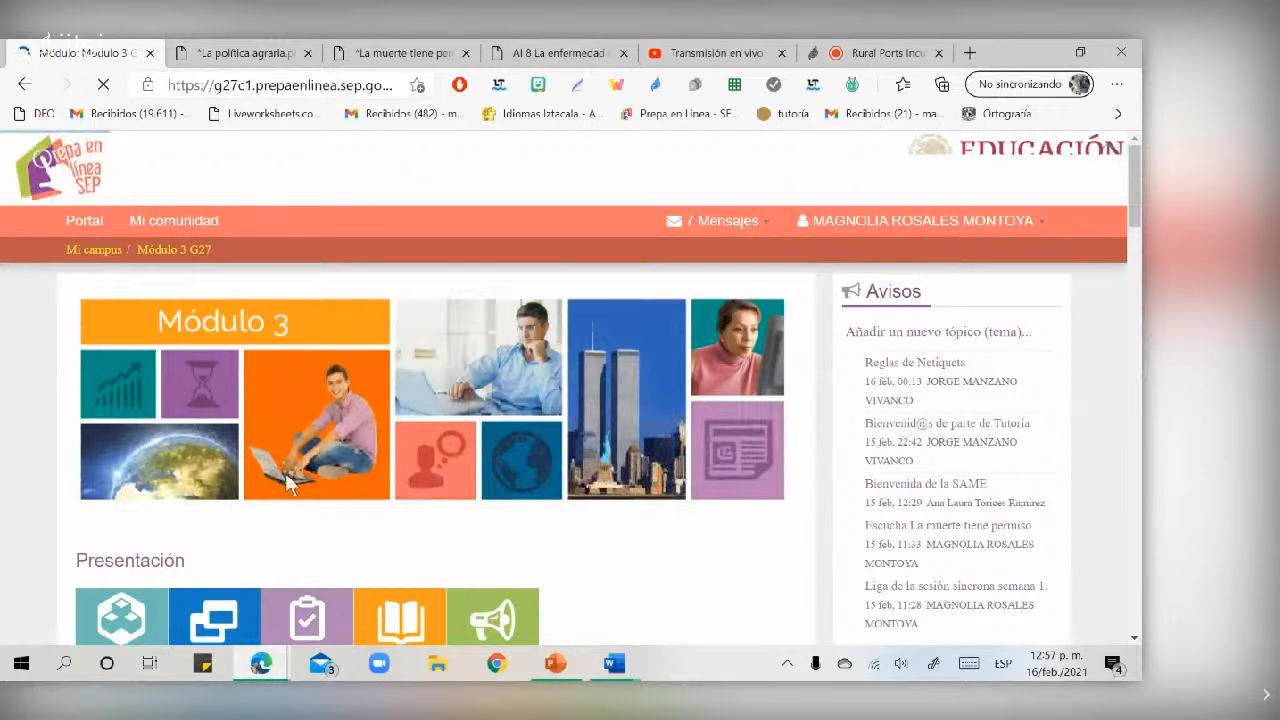 Módulo: Modulo 3 G
"La política agraria.p
"La muerte tiene per
AI 8 La enfermedad
Transmisión en vivo
Rural Ports Incu
https://g27c1.prepaenlinea.sep.go...
No sincronizando
Recibidos (19,611) -...
Liveworksheets.co...
Recibidos (482) - m...
Idiomas Iztacala - A...
Prepa en Línea - SE...
tutoría
Recibidos (21) - ma...
Ortografía
Prepa en
línea
SEP
EDUCACIÓN
Portal
Mi comunidad
7 Mensajes
MAGNOLIA ROSALES MONTOYA
Mi campus / Módulo 3 G27
Módulo 3
Avisos
Añadir un nuevo tópico (tema)...
Reglas de Netiqueta
16 feb, 00:13 JORGE MANZANO
VIVANCO
Bienvenid@s de parte de Tutoría
15 feb, 22:42 JORGE MANZANO
VIVANCO
Bienvenida de la SAME
15 feb, 12:29 Ana Laura Torices Ramirez
Escucha La muerte tiene permiso
15 feb, 11:33 MAGNOLIA ROSALES
MONTOYA
Liga de la sesión síncrona semana 1.
15 feb, 11:28 MAGNOLIA ROSALES
MONTOYA
Presentación
3
ESP
12:57 p. m.
16/feb./2021
4